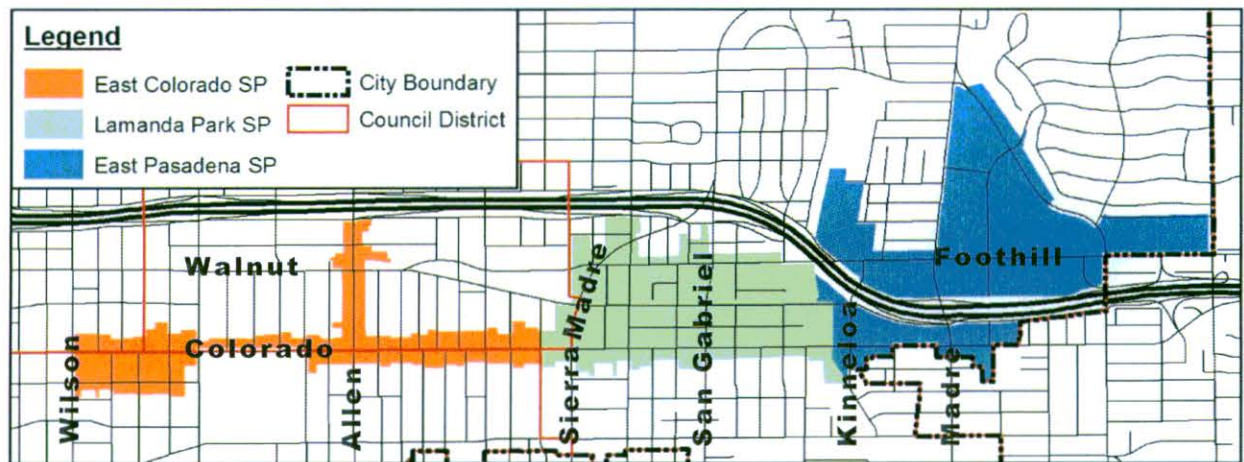 Legend
East Colorado SP
Lamanda Park SP
East Pasadena SP
City Boundary
Council District
Walnut
Foothill
Colorado
Wilson
Allen
Sierra Madre
San Gabriel
Kinneloa
Madre